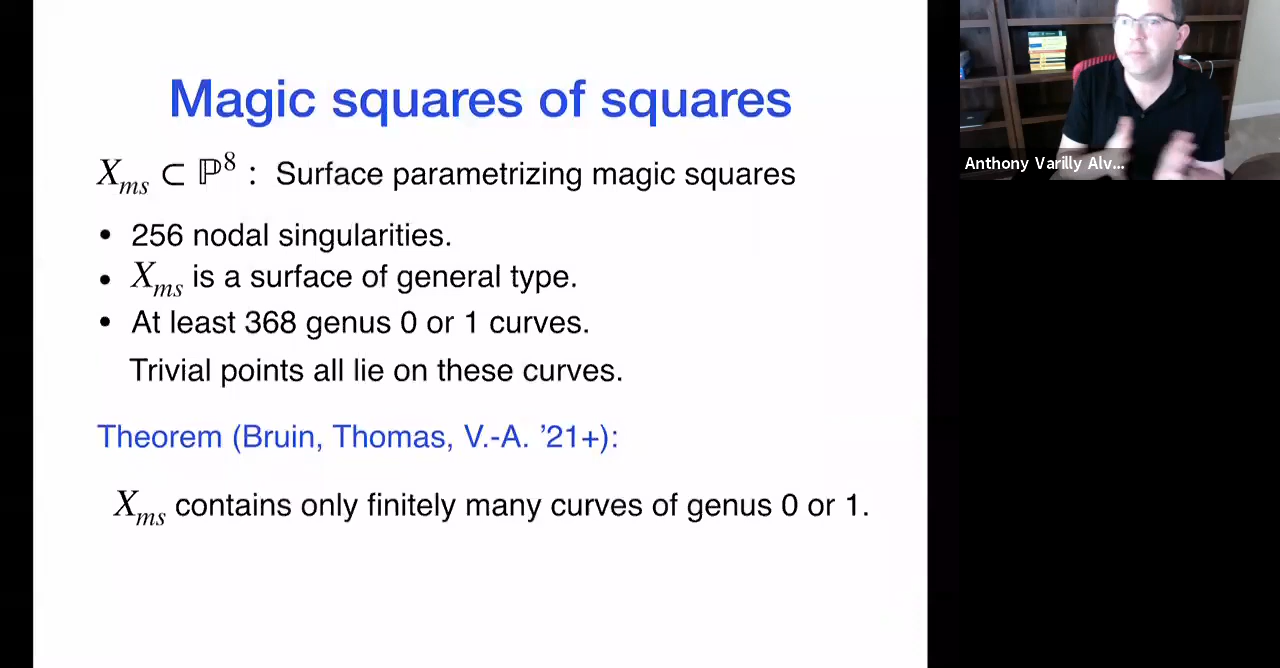 Magic squares of squares
X_ms ⊂ ℙ^8 : Surface parametrizing magic squares
• 256 nodal singularities.
• X_ms is a surface of general type.
• At least 368 genus 0 or 1 curves.
Trivial points all lie on these curves.
Theorem (Bruin, Thomas, V.-A. ’21+):
X_ms contains only finitely many curves of genus 0 or 1.
Anthony Varilly Alv...